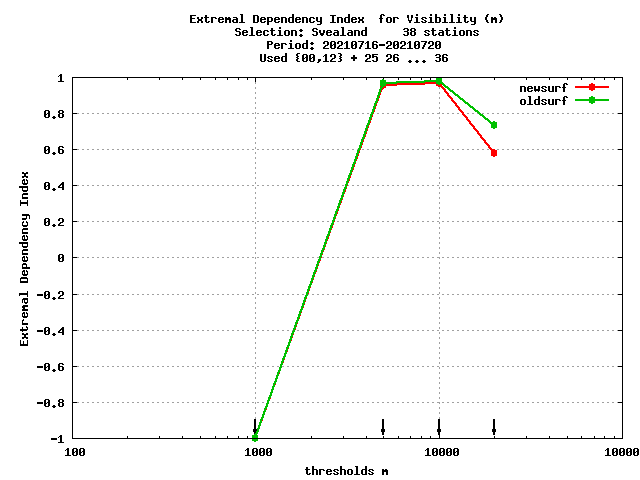 Extremal Dependency Index  for Visibility (m)
Selection: Svealand     38 stations
Period: 20210716-20210720
Used {00,12} + 25 26 ... 36
newsurf
oldsurf
Extremal Dependency Index
1
0.8
0.6
0.4
0.2
0
-0.2
-0.4
-0.6
-0.8
-1
100 1000 10000 10000
thresholds m